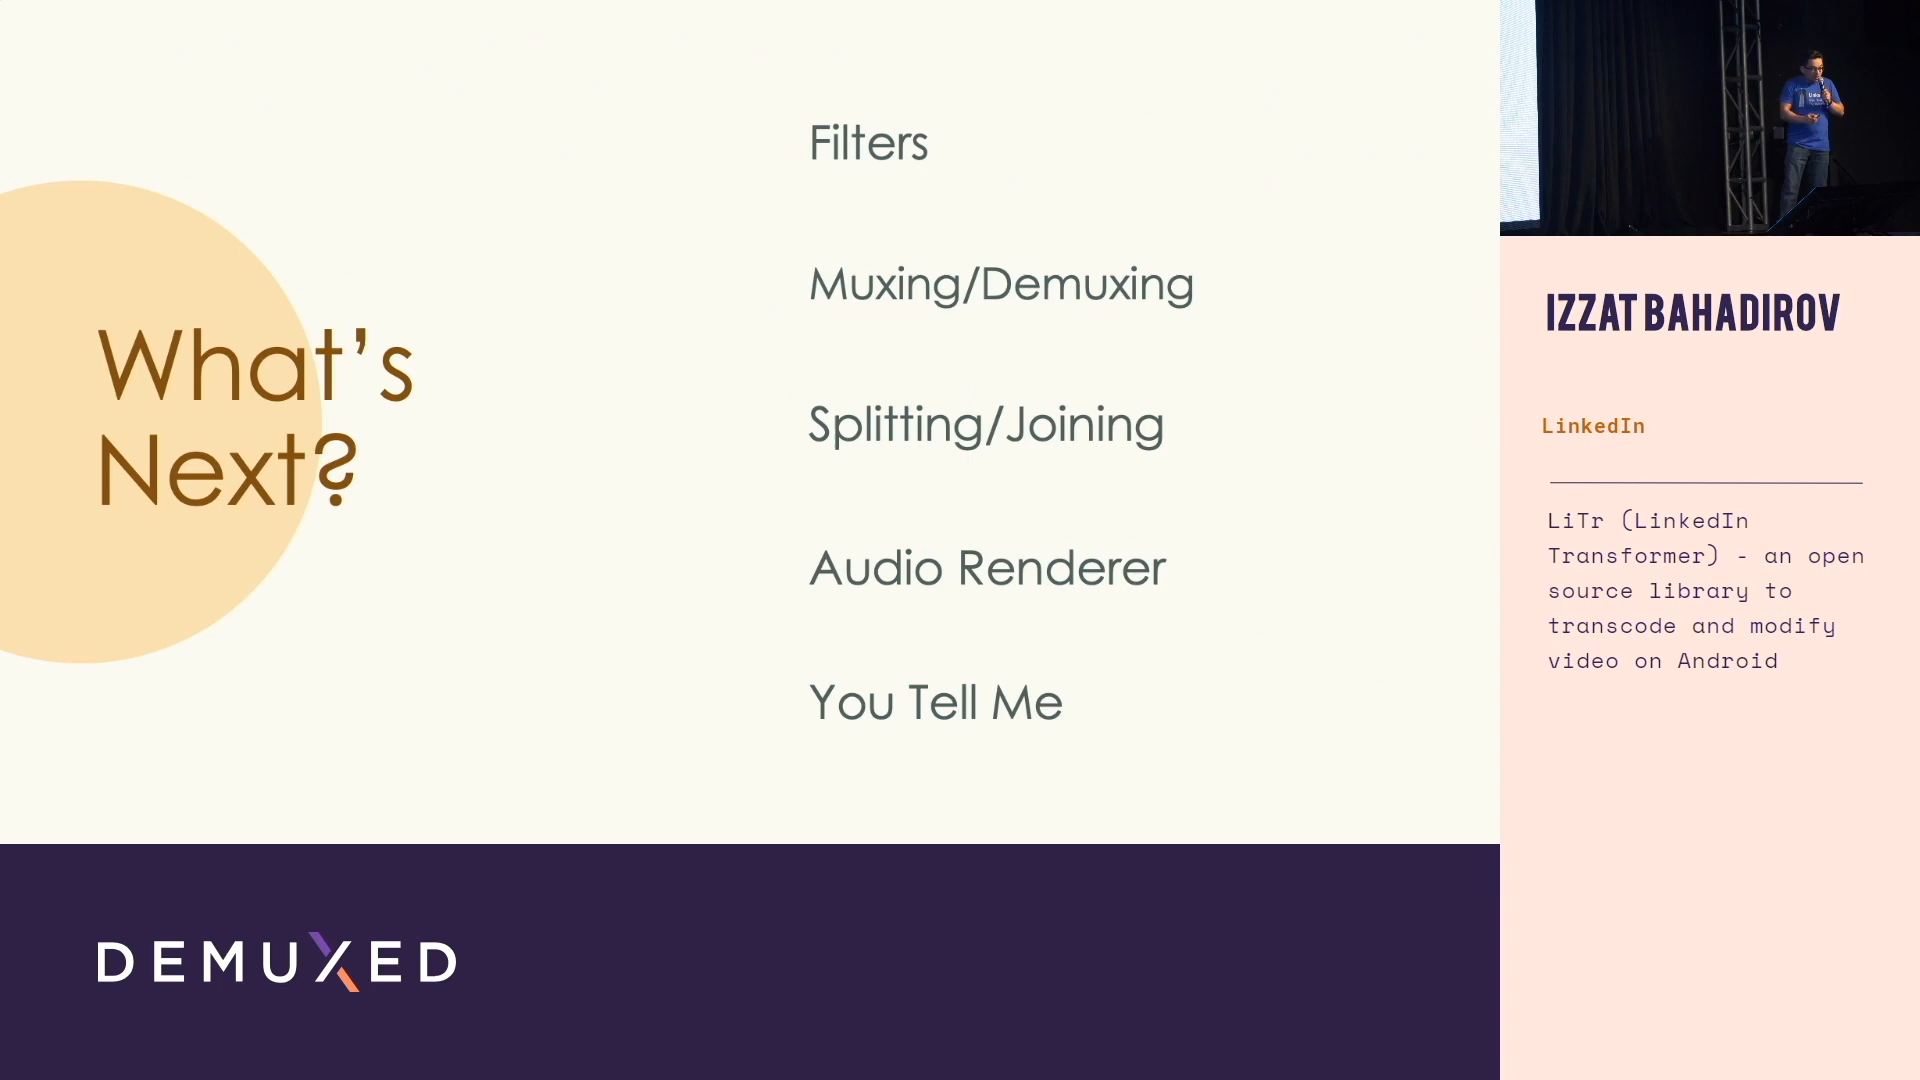 What's
Next?
Filters
Muxing/Demuxing
Splitting/Joining
Audio Renderer
You Tell Me
IZZAT BAHADIROV
LinkedIn
LiTr (LinkedIn
Transformer) - an open
source library to
transcode and modify
video on Android
DEMUXED